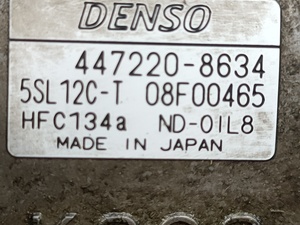 DENSO
447220-8634
5SL12C-T 08F00465
HFC134a ND-OIL8
MADE IN JAPAN